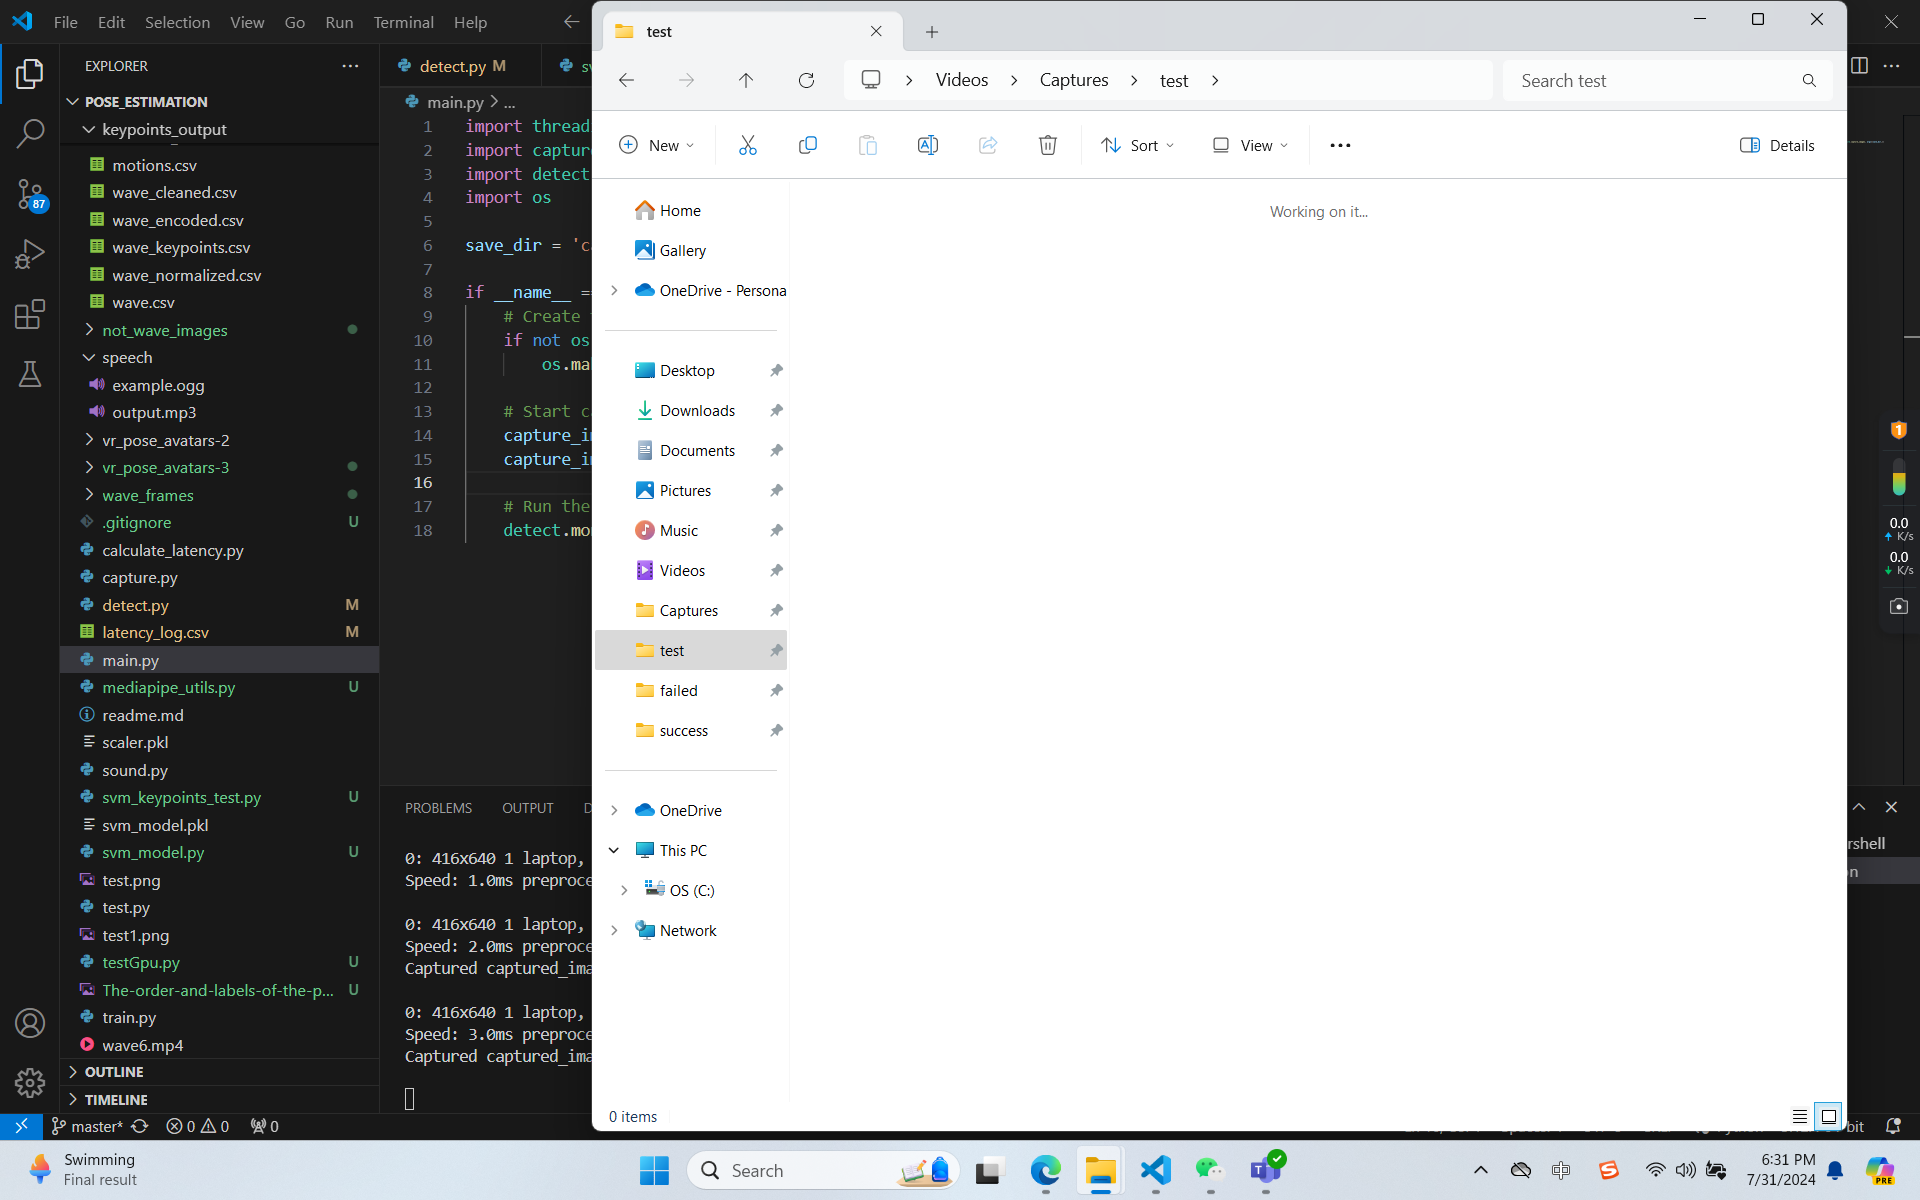 File Edit Selection View Go Run Terminal Help
EXPLORER
POSE_ESTIMATION
keypoints_output
motions.csv
wave_cleaned.csv
wave_encoded.csv
wave_keypoints.csv
wave_normalized.csv
wave.csv
not_wave_images
speech
example.ogg
output.mp3
vr_pose_avatars-2
vr_pose_avatars-3
wave_frames
.gitignore U
calculate_latency.py
capture.py
detect.py M
latency_log.csv M
main.py
mediapipe_utils.py U
readme.md
scaler.pkl
sound.py
svm_keypoints_test.py U
svm_model.pkl
svm_model.py U
test.png
test.py
test1.png
testGpu.py U
The-order-and-labels-of-the-p... U
train.py
wave6.mp4
OUTLINE
TIMELINE
87
detect.py M
main.py > ...
1 import thread
2 import captur
3 import detect
4 import os
5
6 save_dir = 'c
7
8 if __name__ =
9 # Create
10 if not os
11 os.ma
12
13 # Start c
14 capture_i
15 capture_i
16
17 # Run the
18 detect.mo
PROBLEMS OUTPUT
0: 416x640 1 laptop,
Speed: 1.0ms preproce
0: 416x640 1 laptop,
Speed: 2.0ms preproce
Captured captured_ima
0: 416x640 1 laptop,
Speed: 3.0ms preproce
Captured captured_ima
master* 0 0 0
test
Videos > Captures > test >
Search test
New Sort View Details
Home
Gallery
OneDrive - Persona
Desktop
Downloads
Documents
Pictures
Music
Videos
Captures
test
failed
success
OneDrive
This PC
OS (C:)
Network
Working on it...
0 items
rshell
1
0.0
K/s
0.0
K/s
Swimming
Final result
Search
6:31 PM
7/31/2024
PRE